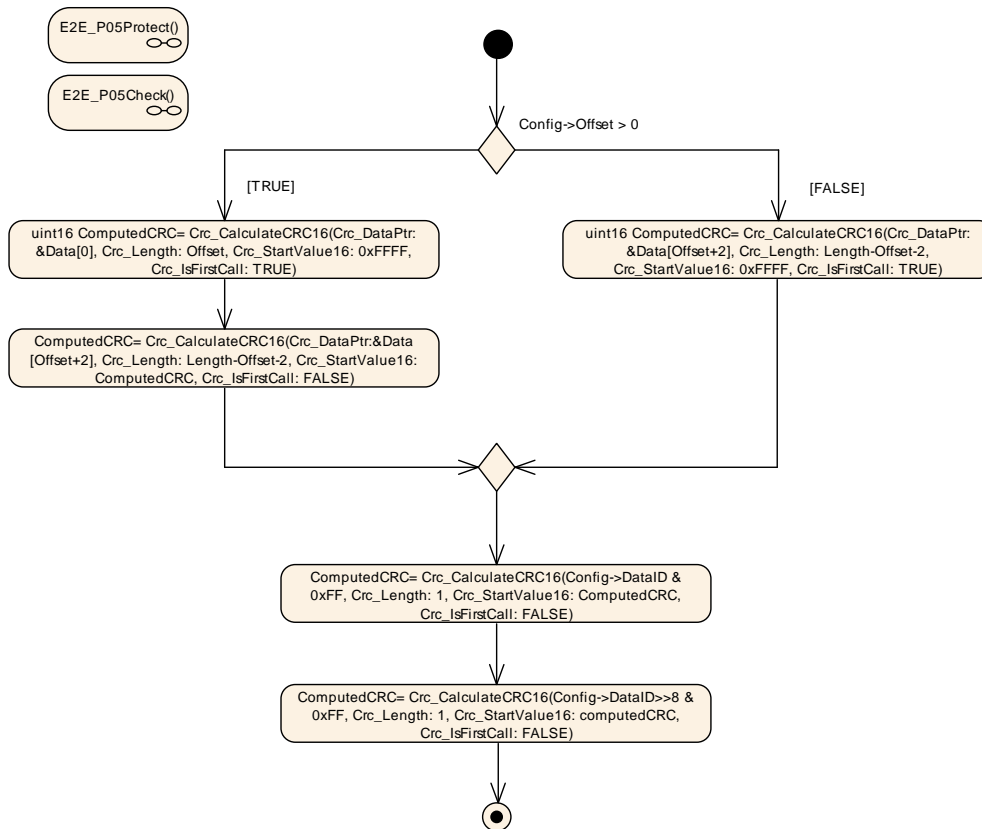 E2E_P05Protect()
E2E_P05Check()
Config->Offset > 0
[TRUE]
[FALSE]
uint16 ComputedCRC= Crc_CalculateCRC16(Crc_DataPtr:
&Data[0], Crc_Length: Offset, Crc_StartValue16: 0xFFFF,
Crc_IsFirstCall: TRUE)
uint16 ComputedCRC= Crc_CalculateCRC16(Crc_DataPtr:
&Data[Offset+2], Crc_Length: Length-Offset-2,
Crc_StartValue16: 0xFFFF, Crc_IsFirstCall: TRUE)
ComputedCRC= Crc_CalculateCRC16(Crc_DataPtr:&Data
[Offset+2], Crc_Length: Length-Offset-2, Crc_StartValue16:
ComputedCRC, Crc_IsFirstCall: FALSE)
ComputedCRC= Crc_CalculateCRC16(Config->DataID &
0xFF, Crc_Length: 1, Crc_StartValue16: ComputedCRC,
Crc_IsFirstCall: FALSE)
ComputedCRC= Crc_CalculateCRC16(Config->DataID>>8 &
0xFF, Crc_Length: 1, Crc_StartValue16: computedCRC,
Crc_IsFirstCall: FALSE)